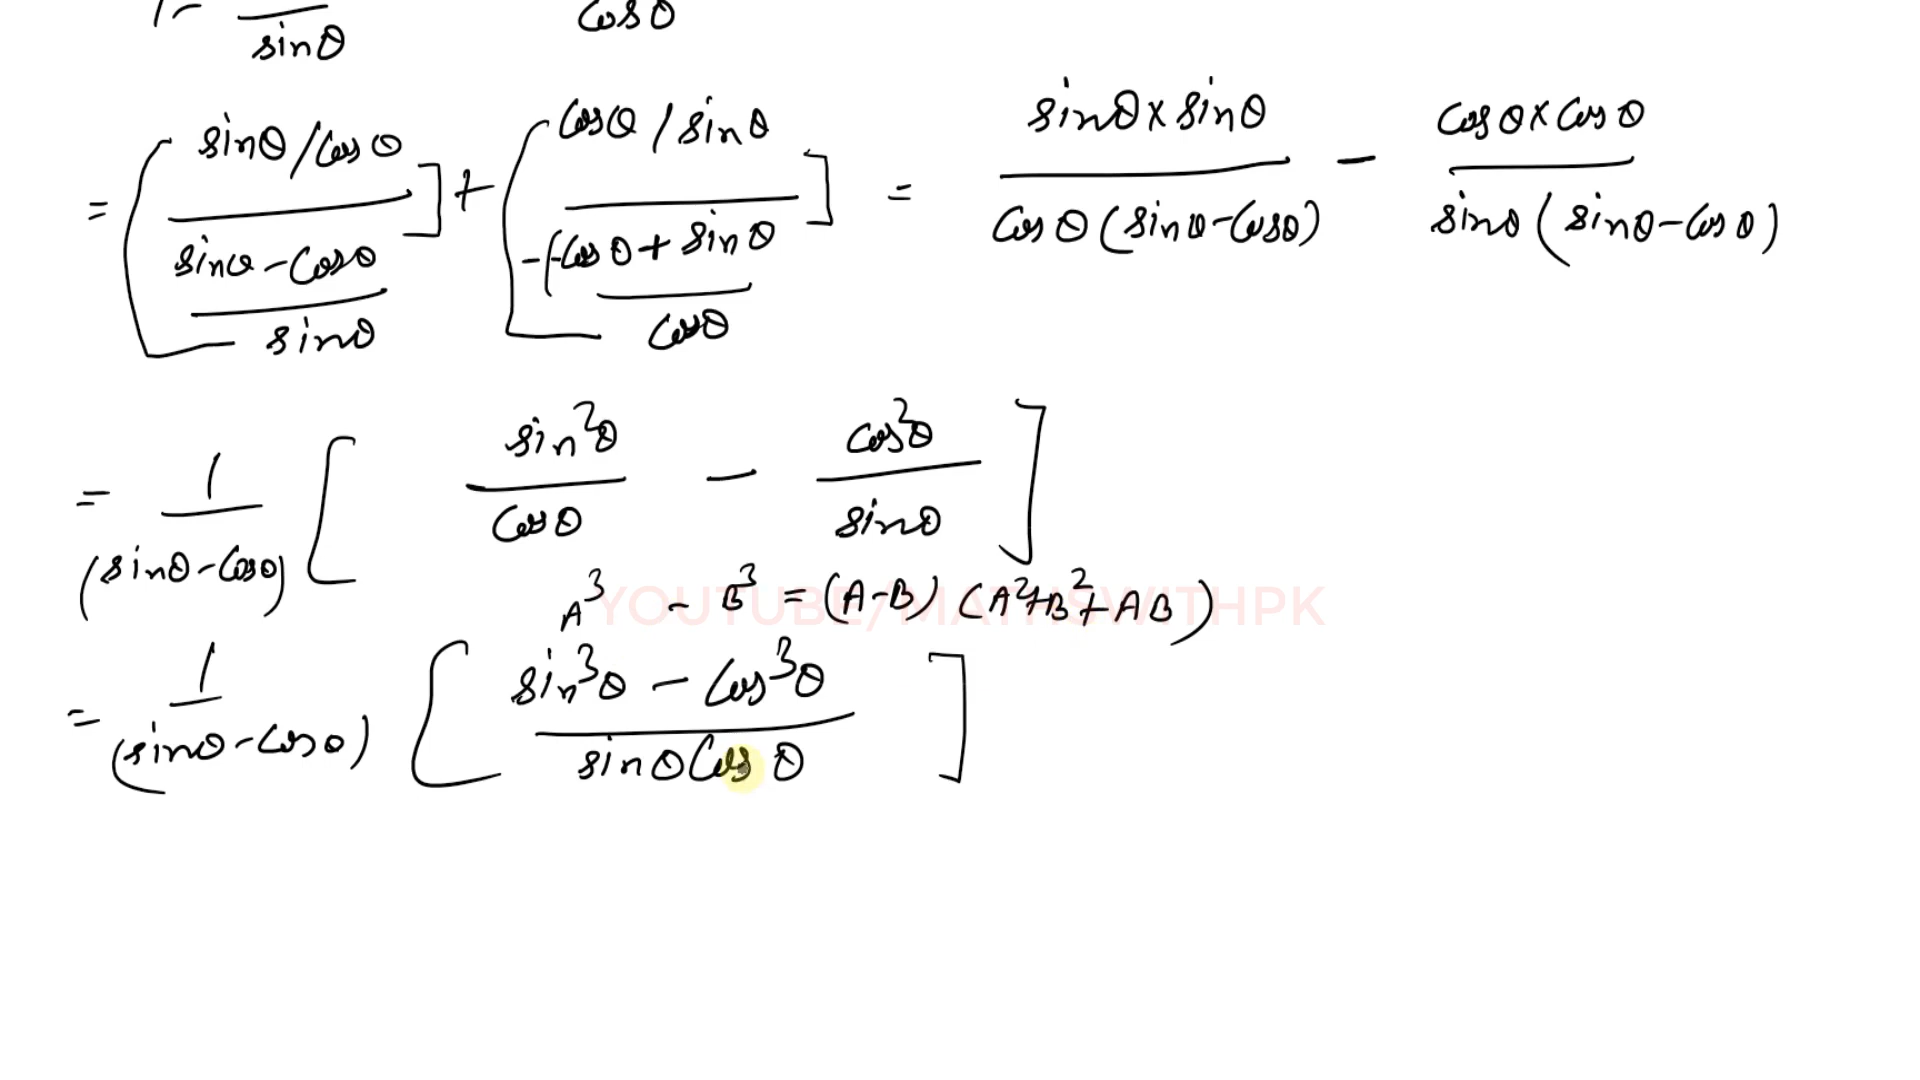 1- ――― cosθ
sinθ
= [ (sinθ/cosθ) / ((sinθ-cosθ)/sinθ) ] + [ (cosθ/sinθ) / (-(-cosθ+sinθ)/cosθ) ] = (sinθ×sinθ) / (cosθ(sinθ-cosθ)) - (cosθ×cosθ) / (sinθ(sinθ-cosθ))
= 1/(sinθ-cosθ) [ sin²θ/cosθ - cos²θ/sinθ ]
A³ - B³ = (A-B) (A²+B²+AB)
YOUTUBE/MATHSWITHPK
= 1/(sinθ-cosθ) [ (sin³θ - cos³θ) / (sinθ cosθ) ]